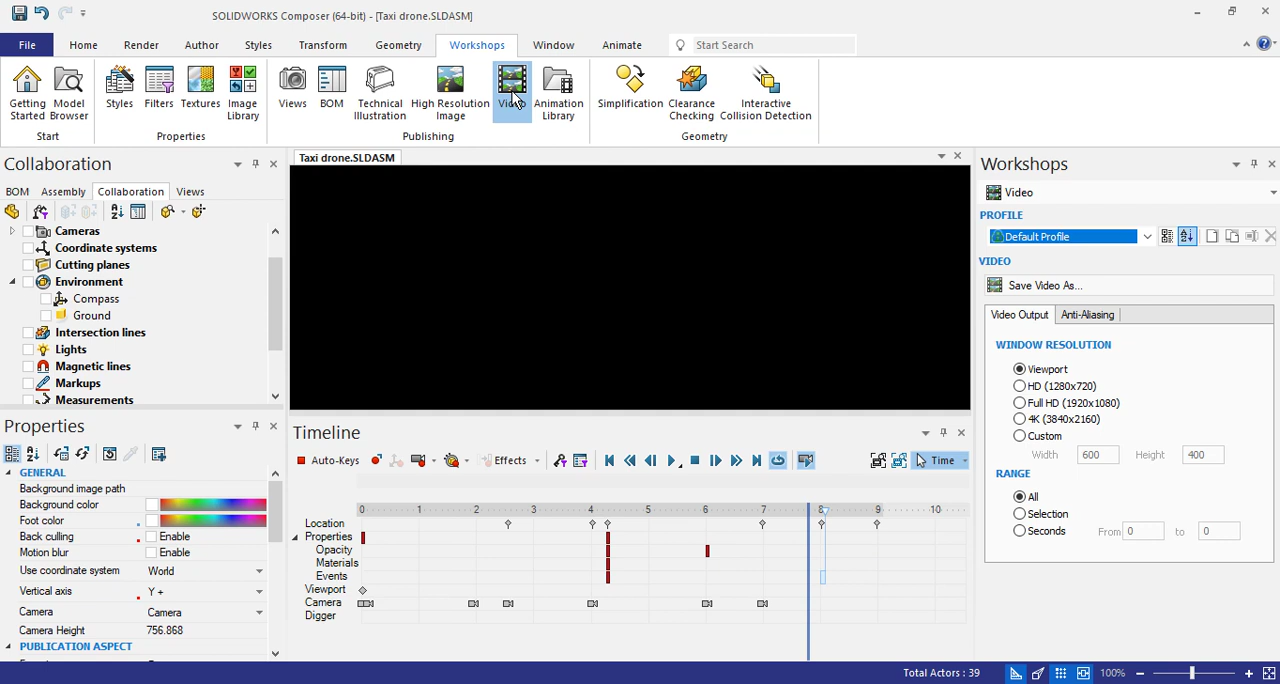 SOLIDWORKS Composer (64-bit) - [Taxi drone.SLDASM]
File Home Render Author Styles Transform Geometry Workshops Window Animate Start Search
Getting Started Model Browser Styles Filters Textures Image Library Views BOM Technical Illustration High Resolution Image Video Animation Library Simplification Clearance Checking Interactive Collision Detection
Start Properties Publishing Geometry
Collaboration
BOM Assembly Collaboration Views
Cameras
Coordinate systems
Cutting planes
Environment
Compass
Ground
Intersection lines
Lights
Magnetic lines
Markups
Measurements
Properties
GENERAL
Background image path
Background color
Foot color
Back culling Enable
Motion blur Enable
Use coordinate system World
Vertical axis Y +
Camera Camera
Camera Height 756.868
PUBLICATION ASPECT
Taxi drone.SLDASM
Timeline
Auto-Keys Effects Time
0 1 2 3 4 5 6 7 8 9 10
Location
Properties
Opacity
Materials
Events
Viewport
Camera
Digger
Workshops
Video
PROFILE
Default Profile
VIDEO
Save Video As...
Video Output Anti-Aliasing
WINDOW RESOLUTION
Viewport
HD (1280x720)
Full HD (1920x1080)
4K (3840x2160)
Custom
Width 600 Height 400
RANGE
All
Selection
Seconds From 0 to 0
Total Actors : 39 100%